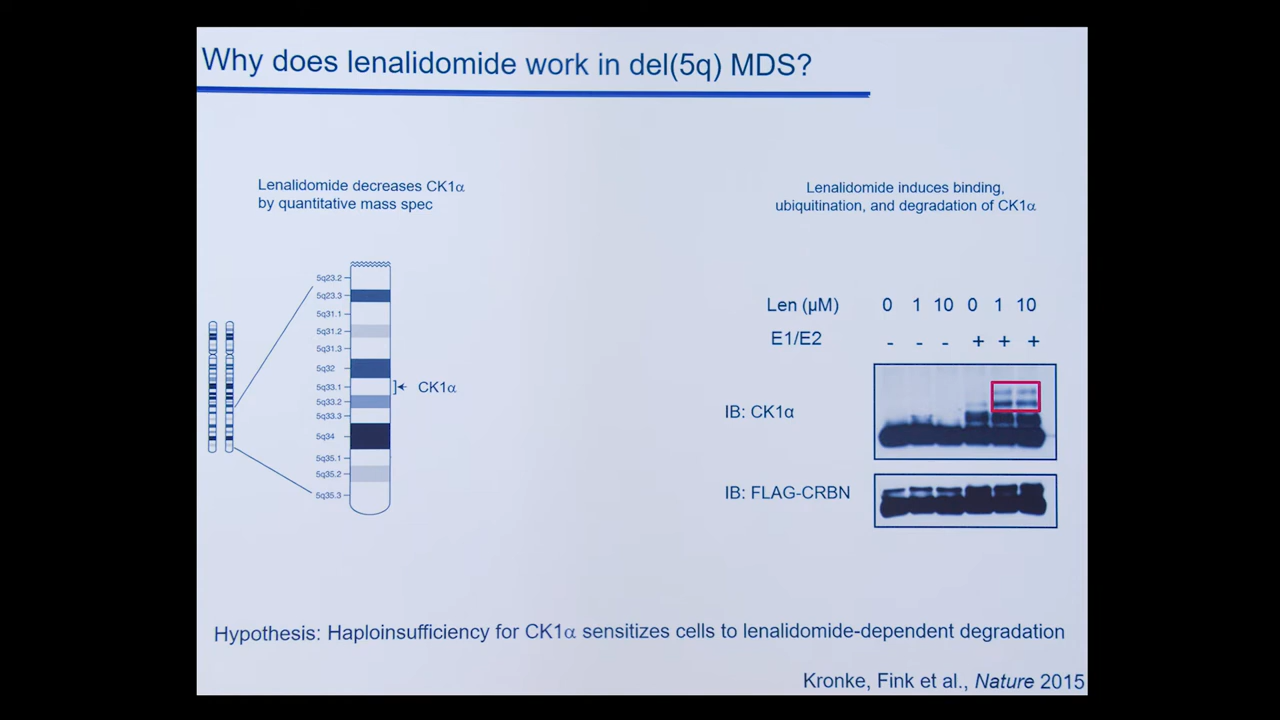 Why does lenalidomide work in del(5q) MDS?
Lenalidomide decreases CK1α
by quantitative mass spec
Lenalidomide induces binding,
ubiquitination, and degradation of CK1α
5q23.2
5q23.3
5q31.1
5q31.2
5q31.3
5q32
5q33.1
5q33.2
5q33.3
5q34
5q35.1
5q35.2
5q35.3
CK1α
Len (μM) 0 1 10 0 1 10
E1/E2 - - - + + +
IB: CK1α
IB: FLAG-CRBN
Hypothesis: Haploinsufficiency for CK1α sensitizes cells to lenalidomide-dependent degradation
Kronke, Fink et al., Nature 2015